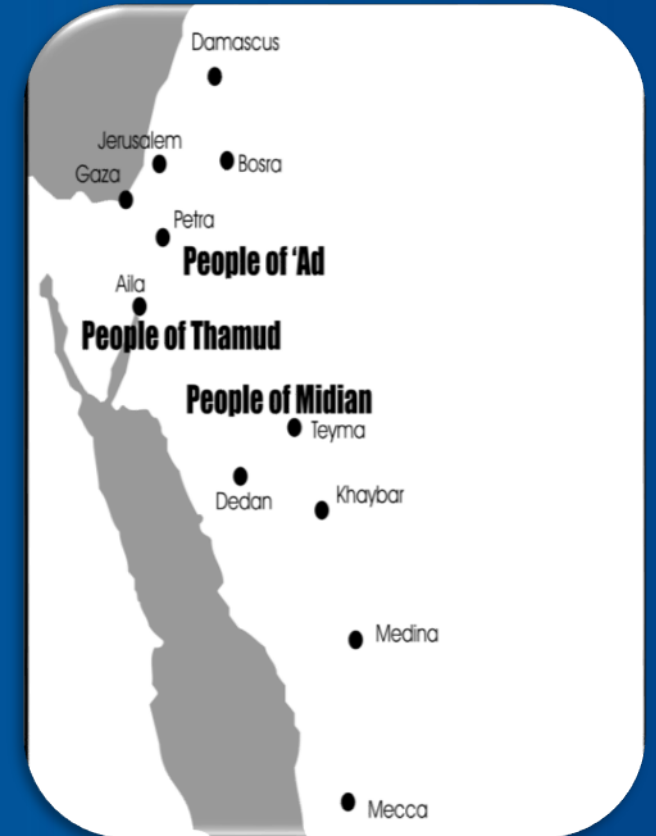 Damascus
Jerusalem
Bosra
Gaza
Petra
People of ‘Ad
Aila
People of Thamud
People of Midian
Teyma
Dedan
Khaybar
Medina
Mecca